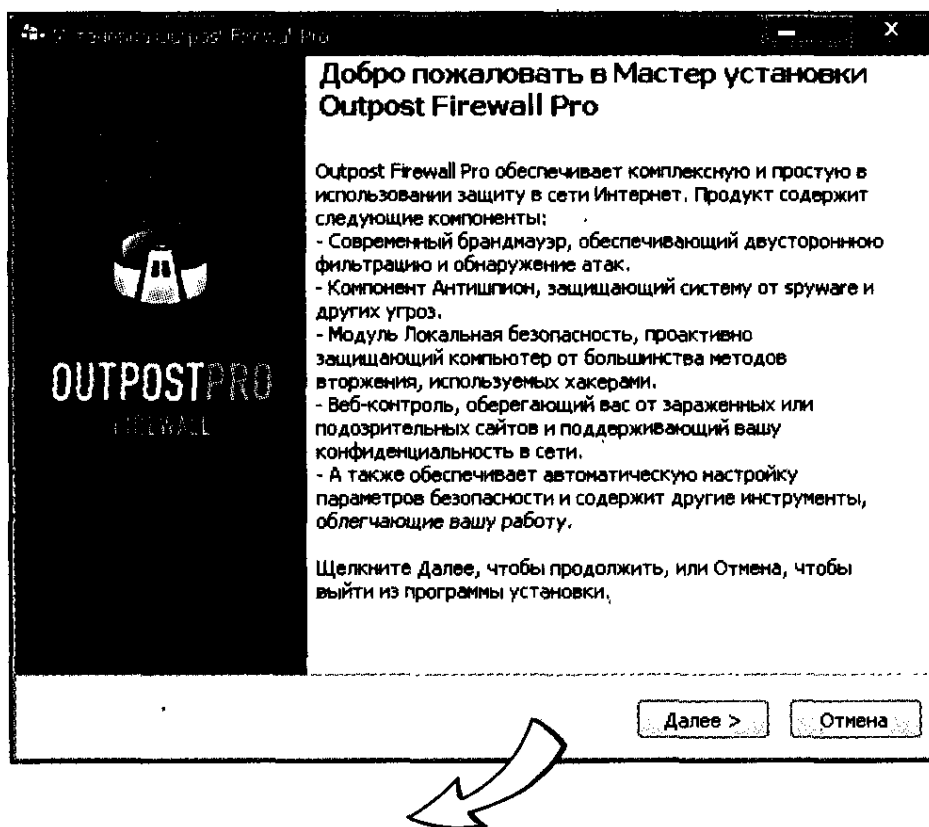 Установка Outpost Firewall Pro
Добро пожаловать в Мастер установки
Outpost Firewall Pro
Outpost Firewall Pro обеспечивает комплексную и простую в
использовании защиту в сети Интернет. Продукт содержит
следующие компоненты:
- Современный брандмауэр, обеспечивающий двустороннюю
фильтрацию и обнаружение атак.
- Компонент Антишпион, защищающий систему от spyware и
других угроз.
- Модуль Локальная безопасность, проактивно
защищающий компьютер от большинства методов
вторжения, используемых хакерами.
- Веб-контроль, оберегающий вас от зараженных или
подозрительных сайтов и поддерживающий вашу
конфиденциальность в сети.
- А также обеспечивает автоматическую настройку
параметров безопасности и содержит другие инструменты,
облегчающие вашу работу.
Щелкните Далее, чтобы продолжить, или Отмена, чтобы
выйти из программы установки.
OUTPOSTPRO
FIREWALL
Далее >
Отмена